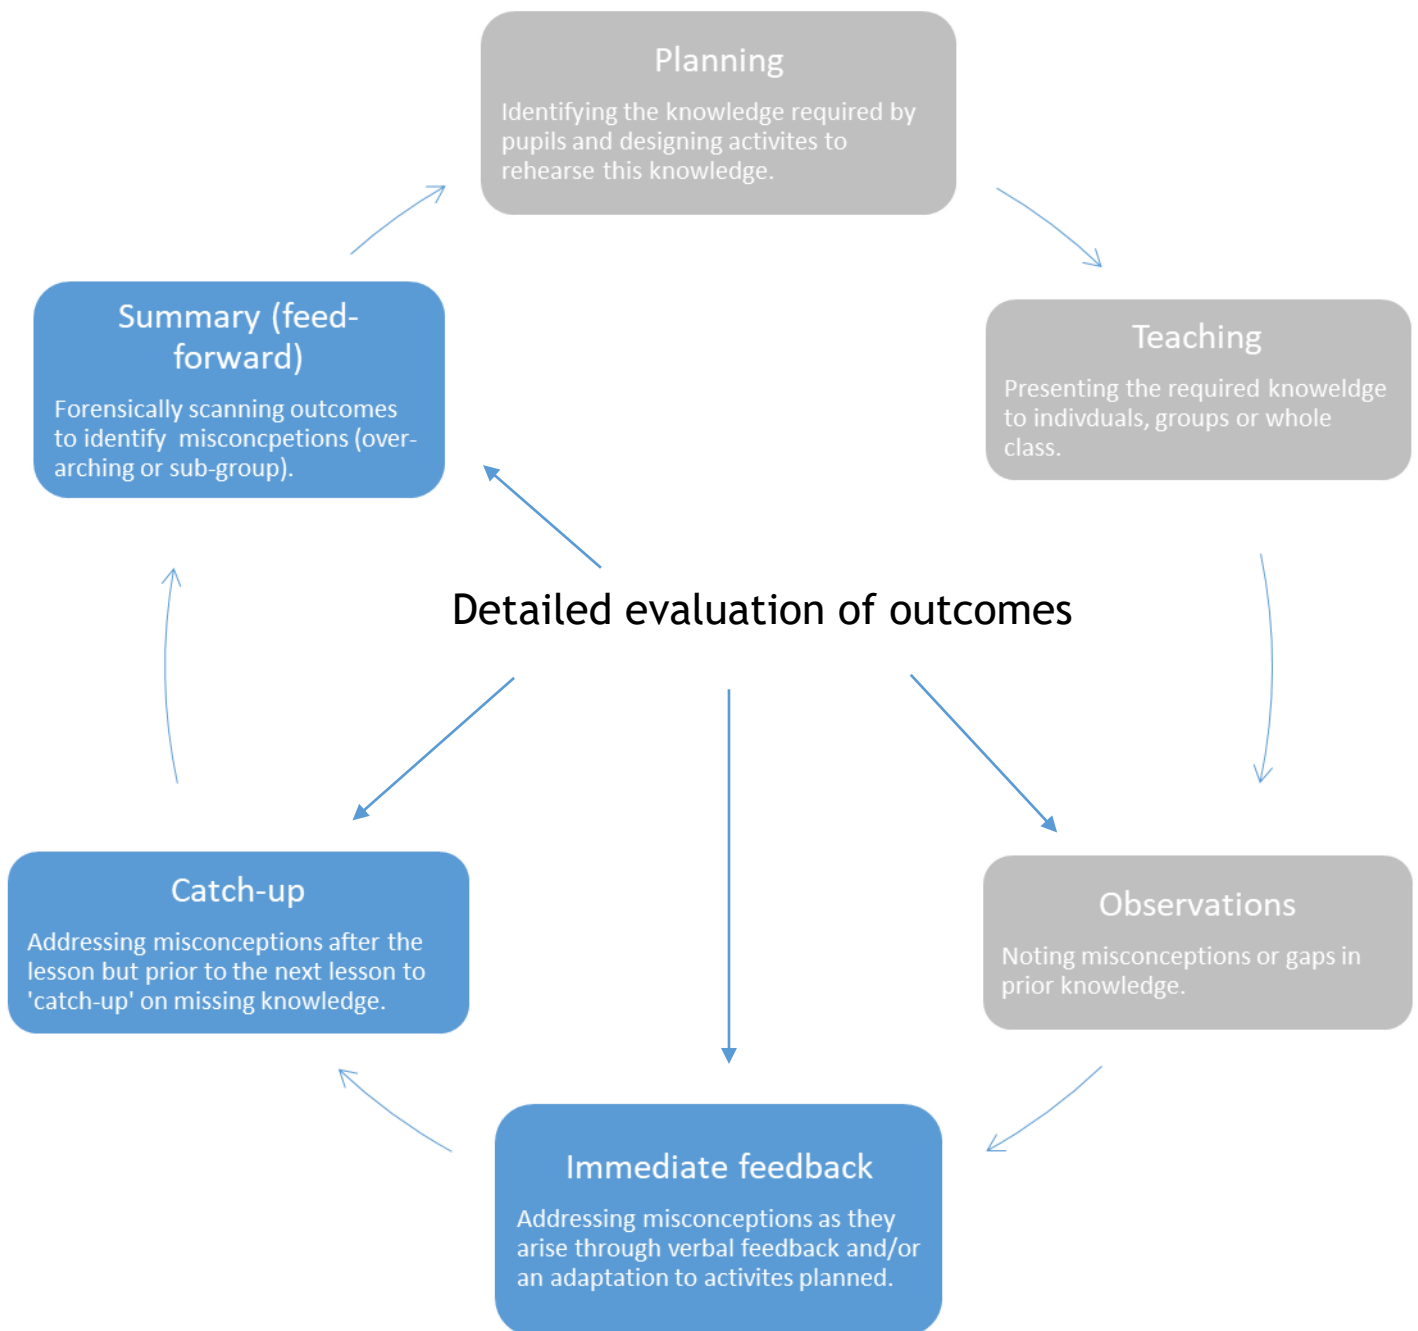 Planning
Identifying the knowledge required by
pupils and designing activites to
rehearse this knowledge.
Teaching
Presenting the required knoweldge
to indivduals, groups or whole
class.
Observations
Noting misconceptions or gaps in
prior knowledge.
Immediate feedback
Addressing misconceptions as they
arise through verbal feedback and/or
an adaptation to activites planned.
Catch-up
Addressing misconceptions after the
lesson but prior to the next lesson to
'catch-up' on missing knowledge.
Summary (feed-
forward)
Forensically scanning outcomes
to identify  misconcpetions (over-
arching or sub-group).
Detailed evaluation of outcomes